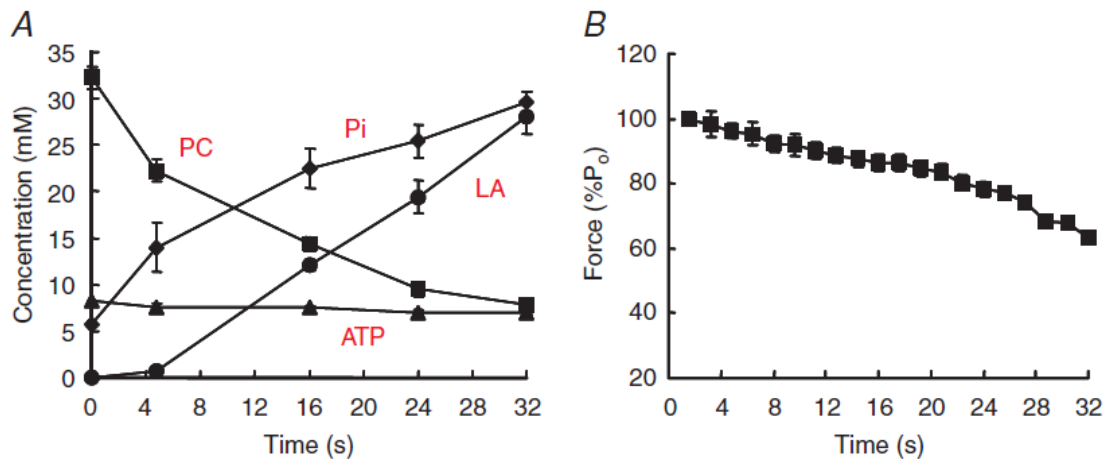 A
35
30
25
20
15
10
5
0
Concentration (mM)
PC
Pi
LA
ATP
0 4 8 12 16 20 24 28 32
Time (s)
B
120
100
80
60
40
20
Force (%Po)
0 4 8 12 16 20 24 28 32
Time (s)